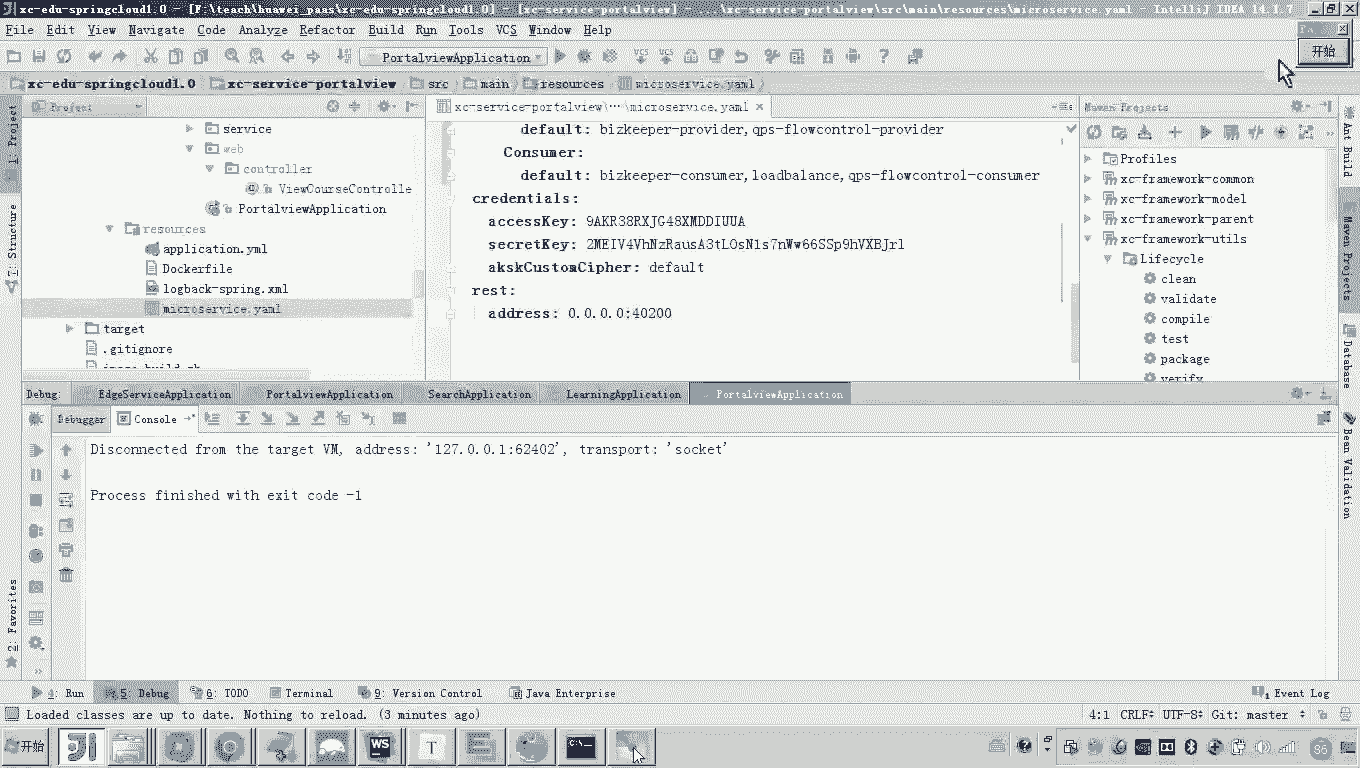 xc-edu-springcloud1.0 - [F:\teach\huawei_paas\xc-edu-springcloud1.0] - [xc-service-portalview] - ...\xc-service-portalview\src\main\resources\microservice.yaml - IntelliJ IDEA 14.1.7
File Edit View Navigate Code Analyze Refactor Build Run Tools VCS Window Help
PortalviewApplication
开始
xc-edu-springcloud1.0 xc-service-portalview src main resources microservice.yaml
Project
xc-service-portalview\...\microservice.yaml
Maven Projects
service
web
controller
ViewCourseControlle
PortalviewApplication
resources
application.yml
Dockerfile
logback-spring.xml
microservice.yaml
target
.gitignore
default: bizkeeper-provider,qps-flowcontrol-provider
Consumer:
default: bizkeeper-consumer,loadbalance,qps-flowcontrol-consumer
credentials:
accessKey: 9AKR38RXJG48XMDDIUUA
secretKey: 2MEIV4VhNzRausA3tLOsN1s7nWw66SSp9hVXBJrl
akskCustomCipher: default
rest:
address: 0.0.0.0:40200
Profiles
xc-framework-common
xc-framework-model
xc-framework-parent
xc-framework-utils
Lifecycle
clean
validate
compile
test
package
verify
1: Project
7: Structure
2: Favorites
Ant Build
Maven Projects
Database
Bean Validation
Debug: EdgeServiceApplication PortalviewApplication SearchApplication LearningApplication PortalviewApplication
Debugger Console
Disconnected from the target VM, address: '127.0.0.1:62402', transport: 'socket'
Process finished with exit code -1
4: Run 5: Debug 6: TODO Terminal 9: Version Control Java Enterprise 1 Event Log
Loaded classes are up to date. Nothing to reload. (3 minutes ago) 4:1 CRLF UTF-8 Git: master
开始 WS T C:\ 86